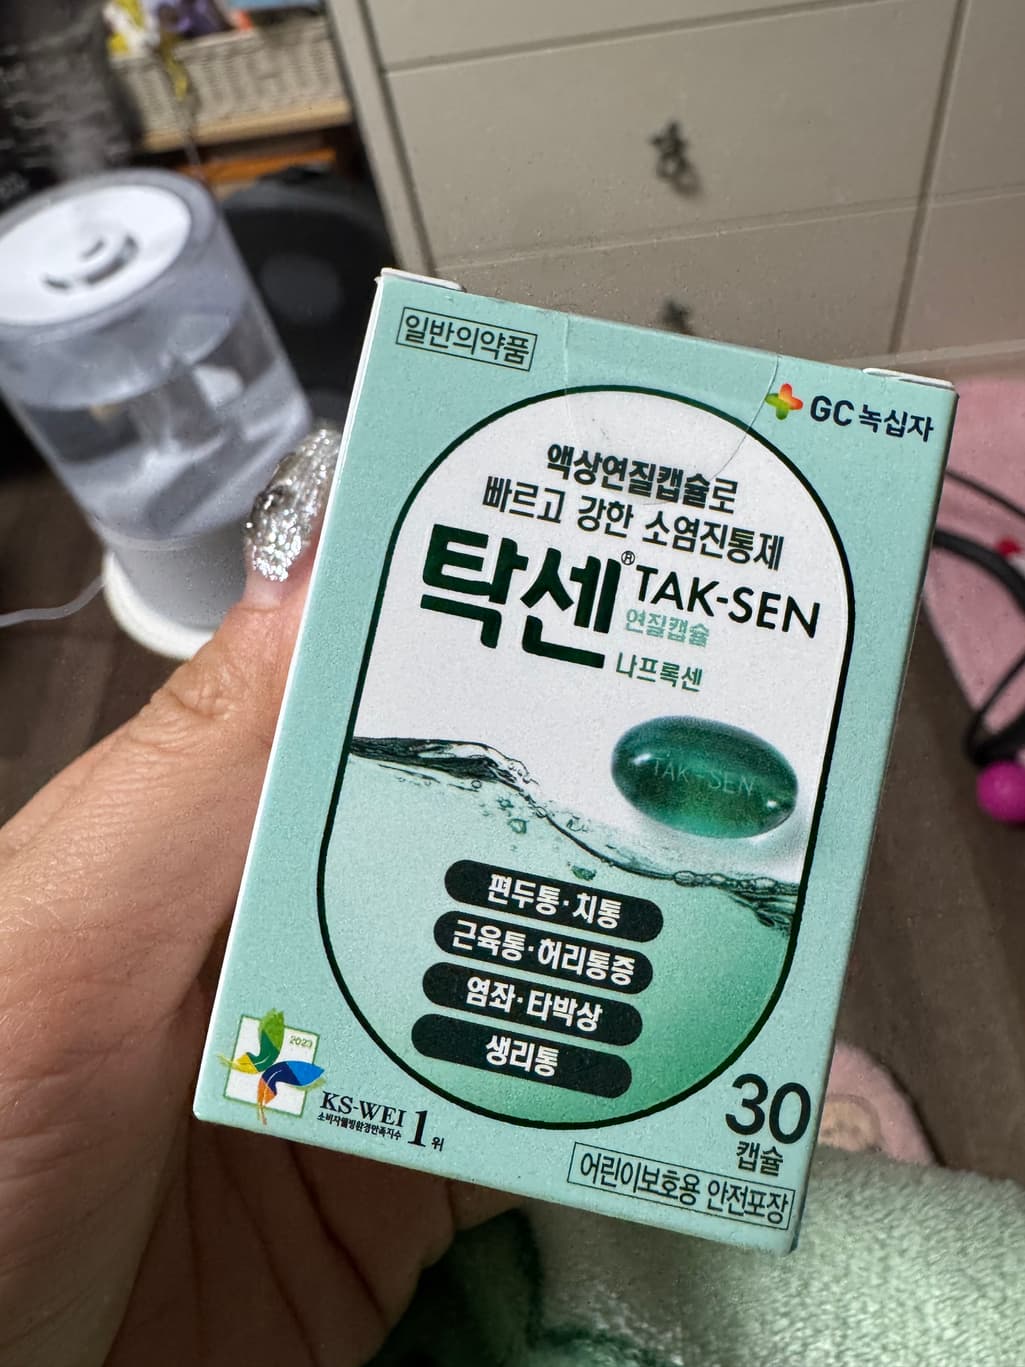 일반의약품
GC 녹십자
액상연질캡슐로
빠르고 강한 소염진통제
탁센® TAK-SEN
연질캡슐
나프록센
TAK-SEN
편두통·치통
근육통·허리통증
염좌·타박상
생리통
2023
KS-WEI 1위
소비자웰빙환경만족지수
30
캡슐
어린이보호용 안전포장